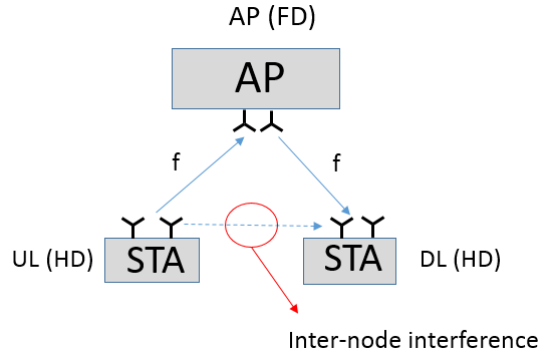 AP (FD)
AP
f
f
UL (HD)
STA
STA
DL (HD)
Inter-node interference